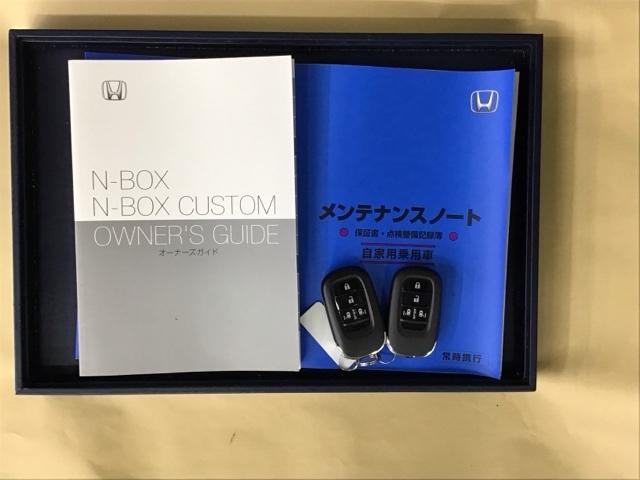 N-BOX
N-BOX CUSTOM
OWNER'S GUIDE
オーナーズガイド
メンテナンスノート
保証書・点検整備記録簿
自家用乗用車
常時携行